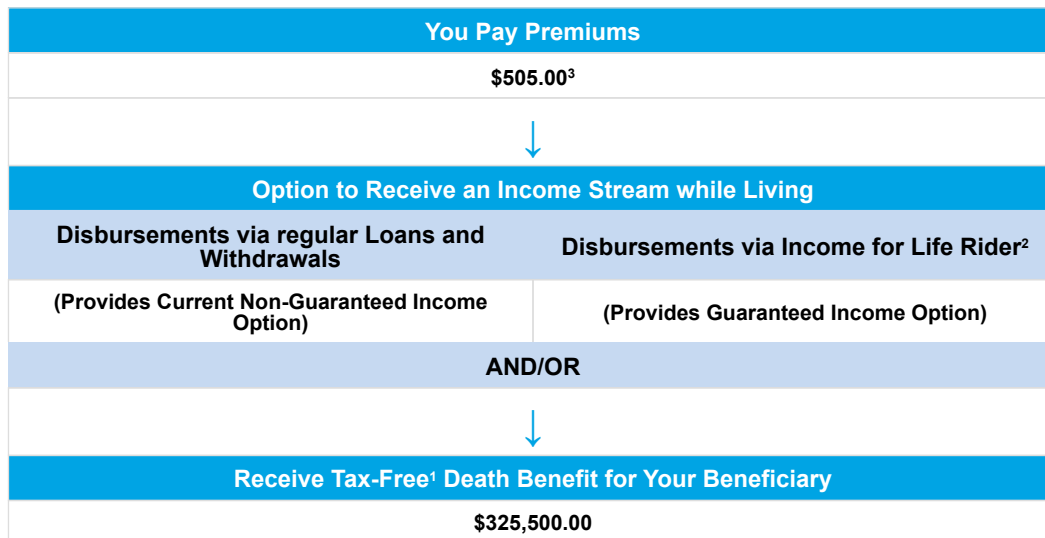 You Pay Premiums
$505.00³
↓
Option to Receive an Income Stream while Living
Disbursements via regular Loans and
Withdrawals
Disbursements via Income for Life Rider²
(Provides Current Non-Guaranteed Income
Option)
(Provides Guaranteed Income Option)
AND/OR
↓
Receive Tax-Free¹ Death Benefit for Your Beneficiary
$325,500.00